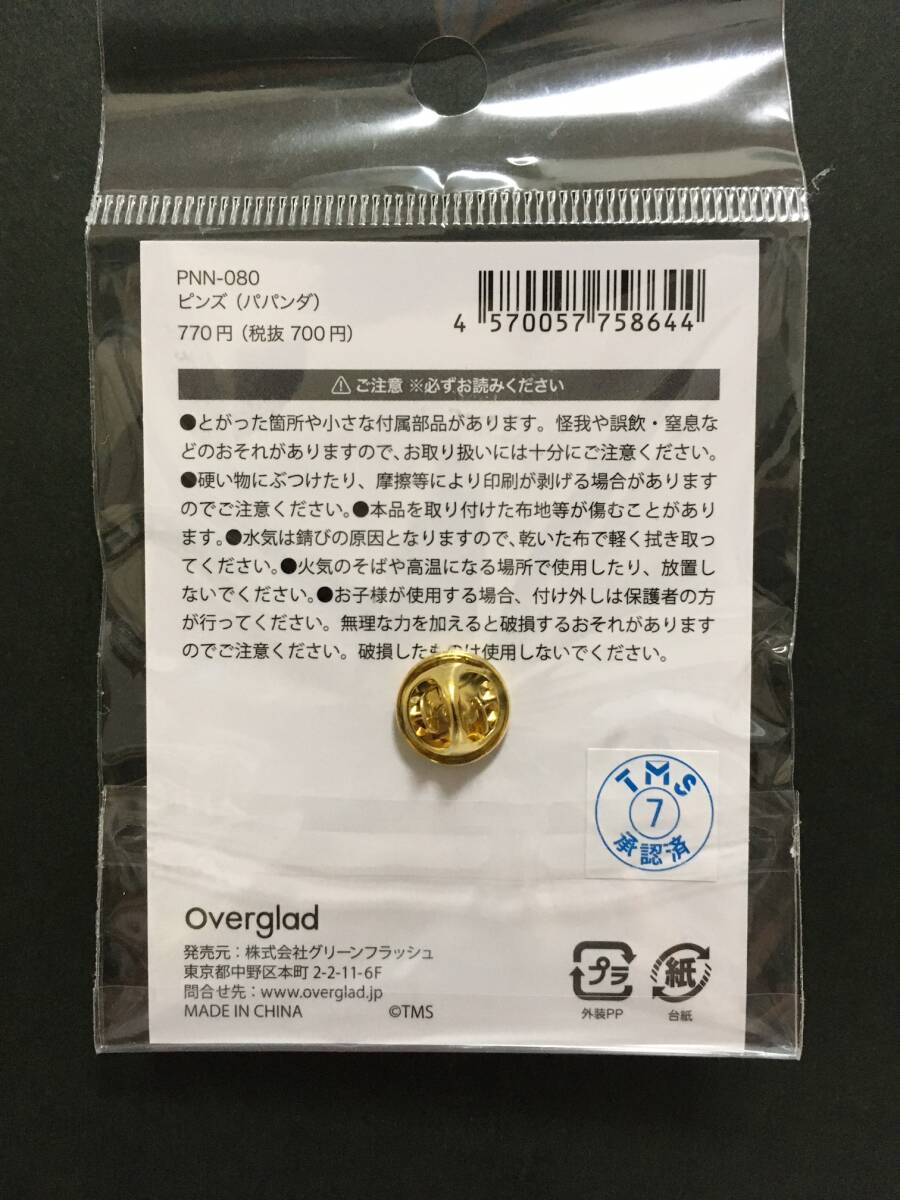 PNN-080
ピンズ（パパンダ）
770円（税抜 700円）
4 570057 758644
⚠ ご注意 ※必ずお読みください
●とがった箇所や小さな付属部品があります。怪我や誤飲・窒息な
どのおそれがありますので、お取り扱いには十分にご注意ください。
●硬い物にぶつけたり、摩擦等により印刷が剥げる場合があります
のでご注意ください。●本品を取り付けた布地等が傷むことがあり
ます。●水気は錆びの原因となりますので、乾いた布で軽く拭き取っ
てください。●火気のそばや高温になる場所で使用したり、放置し
ないでください。●お子様が使用する場合、付け外しは保護者の方
が行ってください。無理な力を加えると破損するおそれがあります
のでご注意ください。破損したものは使用しないでください。
TMS
7
承認済
Overglad
発売元：株式会社グリーンフラッシュ
東京都中野区本町 2-2-11-6F
問合せ先：www.overglad.jp
MADE IN CHINA ©TMS
プラ
外装PP
紙
台紙